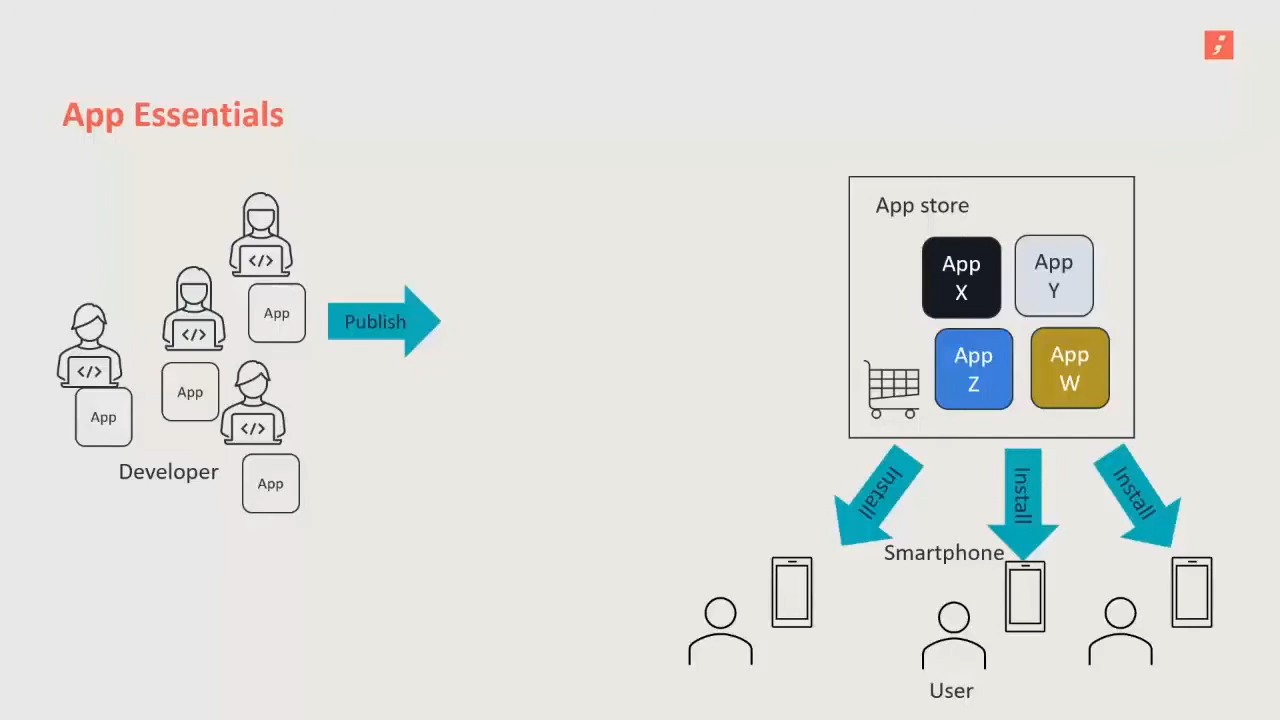 App Essentials
</>
App
</>
App
</>
App
</>
App
Developer
Publish
App store
App
X
App
Y
App
Z
App
W
Install
Install
Install
Smartphone
User